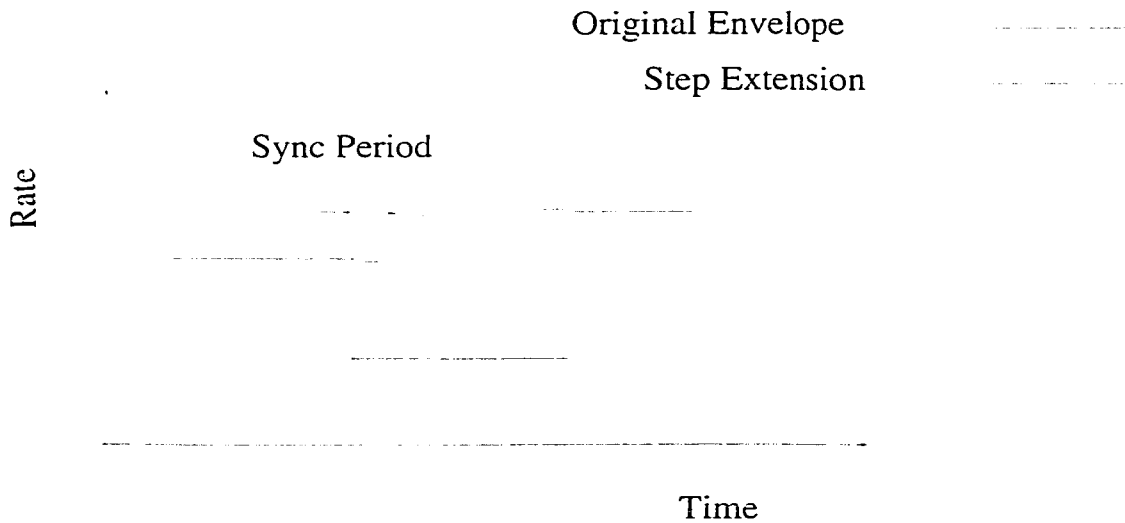 Original Envelope
Step Extension
Sync Period
Rate
Time